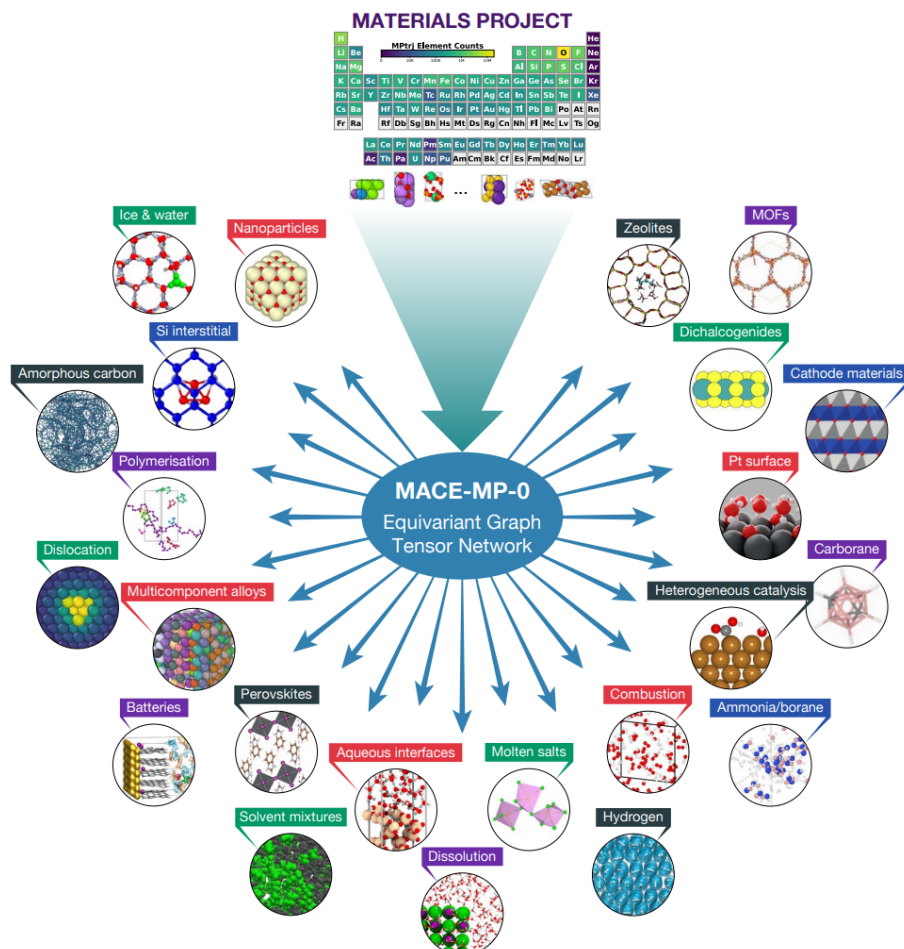 MATERIALS PROJECT
MPtrj Element Counts
1 10K 100K 1M 10M
H He
Li Be B C N O F Ne
Na Mg Al Si P S Cl Ar
K Ca Sc Ti V Cr Mn Fe Co Ni Cu Zn Ga Ge As Se Br Kr
Rb Sr Y Zr Nb Mo Tc Ru Rh Pd Ag Cd In Sn Sb Te I Xe
Cs Ba Hf Ta W Re Os Ir Pt Au Hg Tl Pb Bi Po At Rn
Fr Ra Rf Db Sg Bh Hs Mt Ds Rg Cn Nh Fl Mc Lv Ts Og
La Ce Pr Nd Pm Sm Eu Gd Tb Dy Ho Er Tm Yb Lu
Ac Th Pa U Np Pu Am Cm Bk Cf Es Fm Md No Lr
...
Ice & water
Nanoparticles
Zeolites
MOFs
Si interstitial
Dichalcogenides
Amorphous carbon
Cathode materials
Polymerisation
Pt surface
MACE-MP-0
Equivariant Graph
Tensor Network
Dislocation
Multicomponent alloys
Carborane
Heterogeneous catalysis
Batteries
Perovskites
Combustion
Ammonia/borane
Aqueous interfaces
Molten salts
Solvent mixtures
Hydrogen
Dissolution